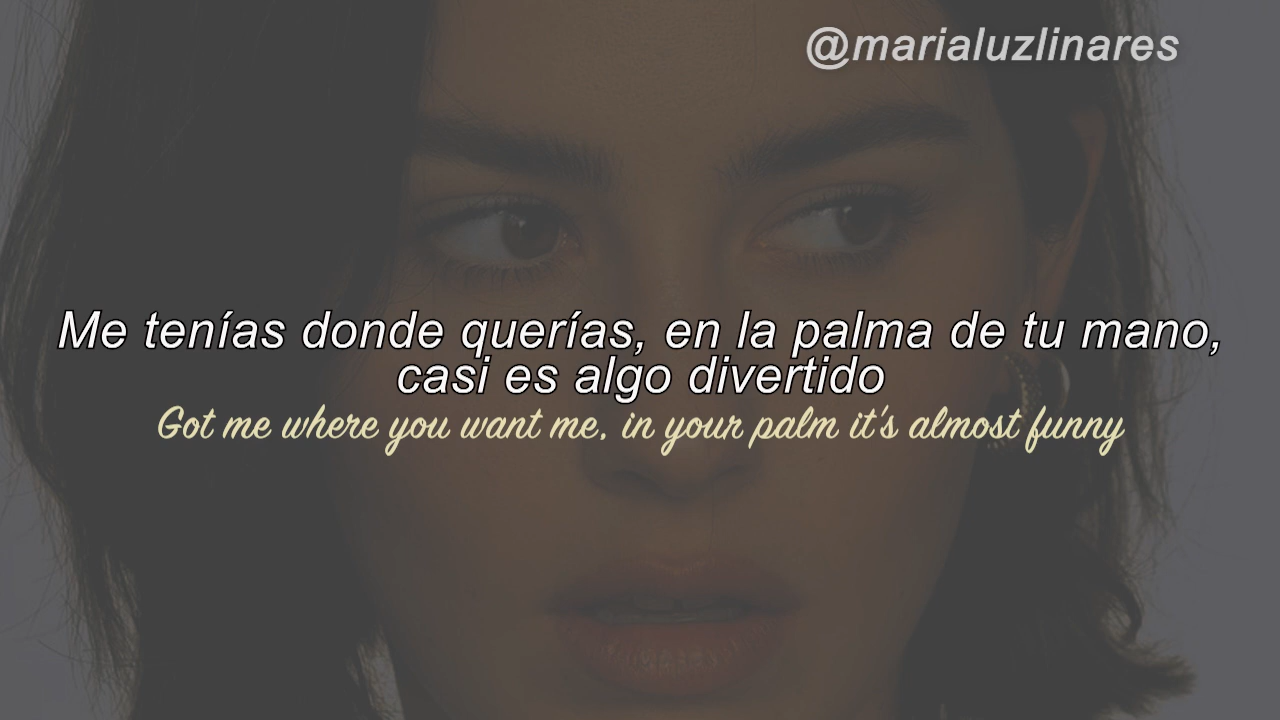 @marialuzlinares
Me tenías donde querías, en la palma de tu mano,
casi es algo divertido
Got me where you want me, in your palm it's almost funny